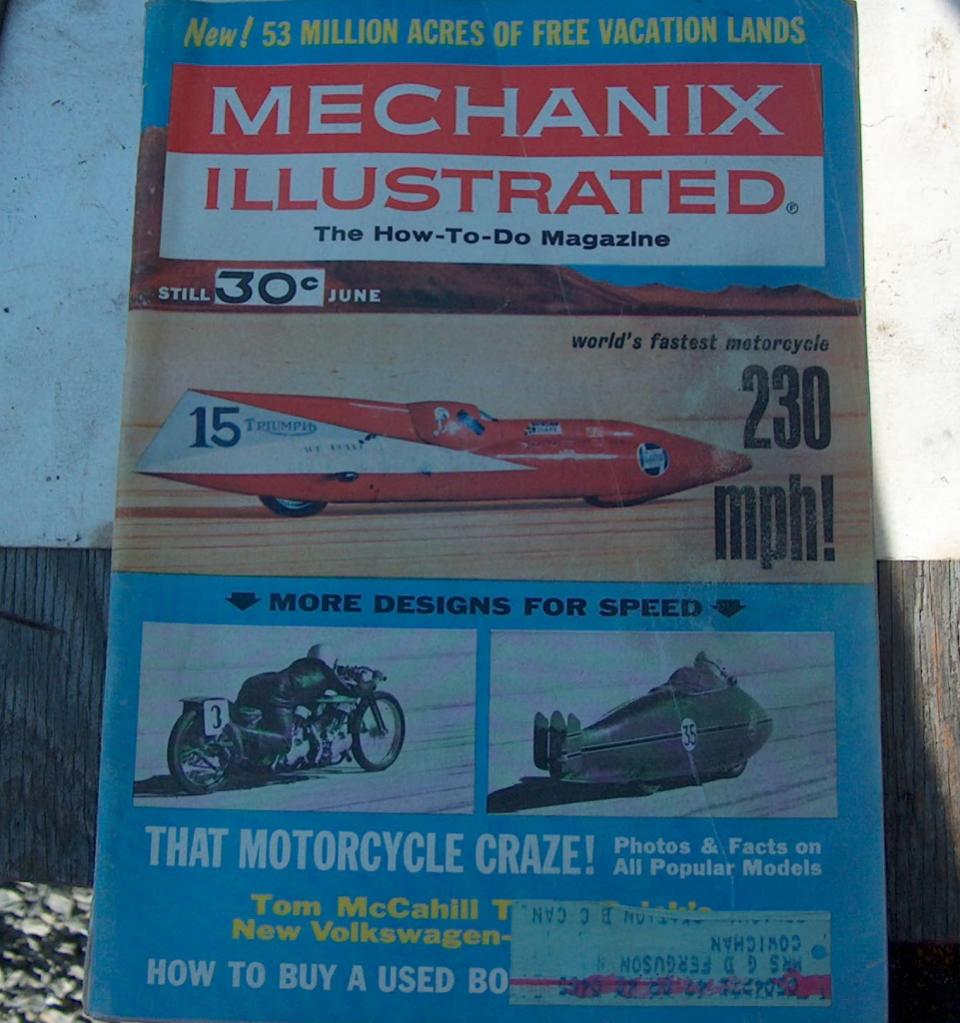 New! 53 MILLION ACRES OF FREE VACATION LANDS
MECHANIX
ILLUSTRATED®
The How-To-Do Magazine
STILL 30c JUNE
world's fastest motorcycle
230
mph!
15 TRIUMPH
MORE DESIGNS FOR SPEED
3
35
THAT MOTORCYCLE CRAZE! Photos & Facts on
All Popular Models
Tom McCahill
New Volkswagen-
HOW TO BUY A USED BO
MRS G D FERGUSON
COWICHAN
STATION B C CAN